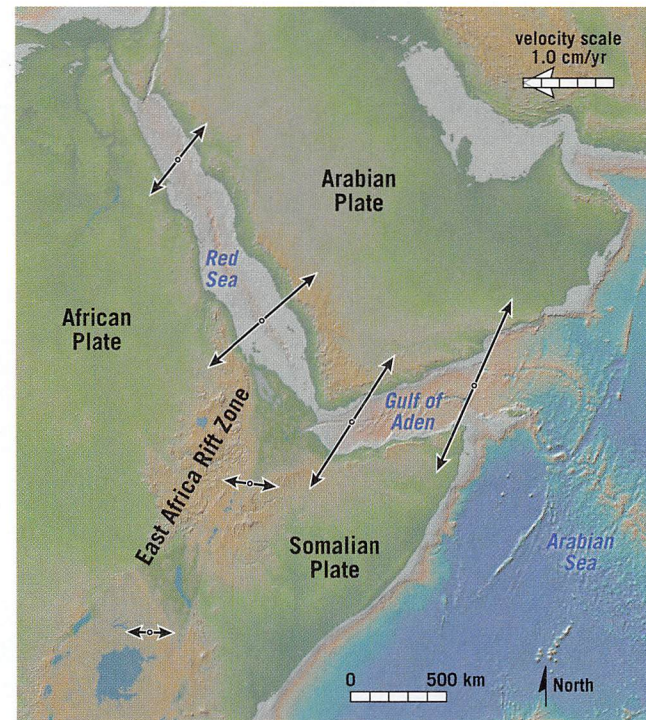 velocity scale
1.0 cm/yr
Arabian
Plate
Red
Sea
African
Plate
Gulf of
Aden
East Africa Rift Zone
Somalian
Plate
Arabian
Sea
0 500 km
North